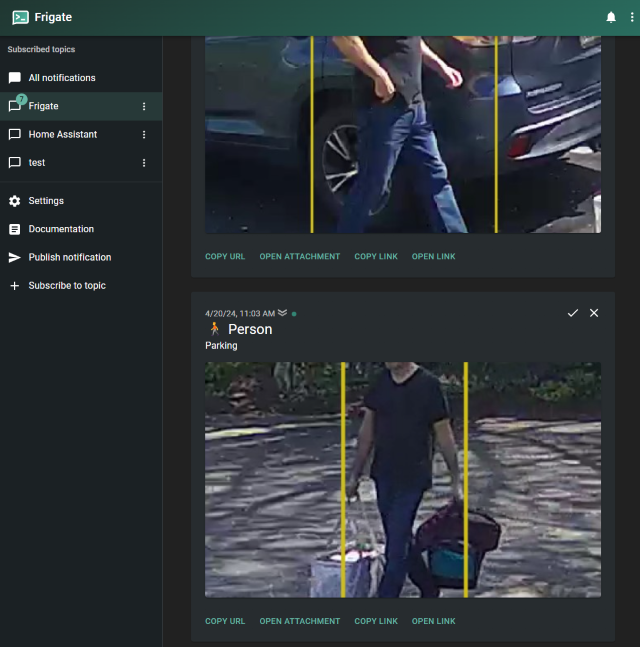 Frigate
Subscribed topics
All notifications
7
Frigate
Home Assistant
test
Settings
Documentation
Publish notification
Subscribe to topic
COPY URL OPEN ATTACHMENT COPY LINK OPEN LINK
4/20/24, 11:03 AM
🚶 Person
Parking
COPY URL OPEN ATTACHMENT COPY LINK OPEN LINK